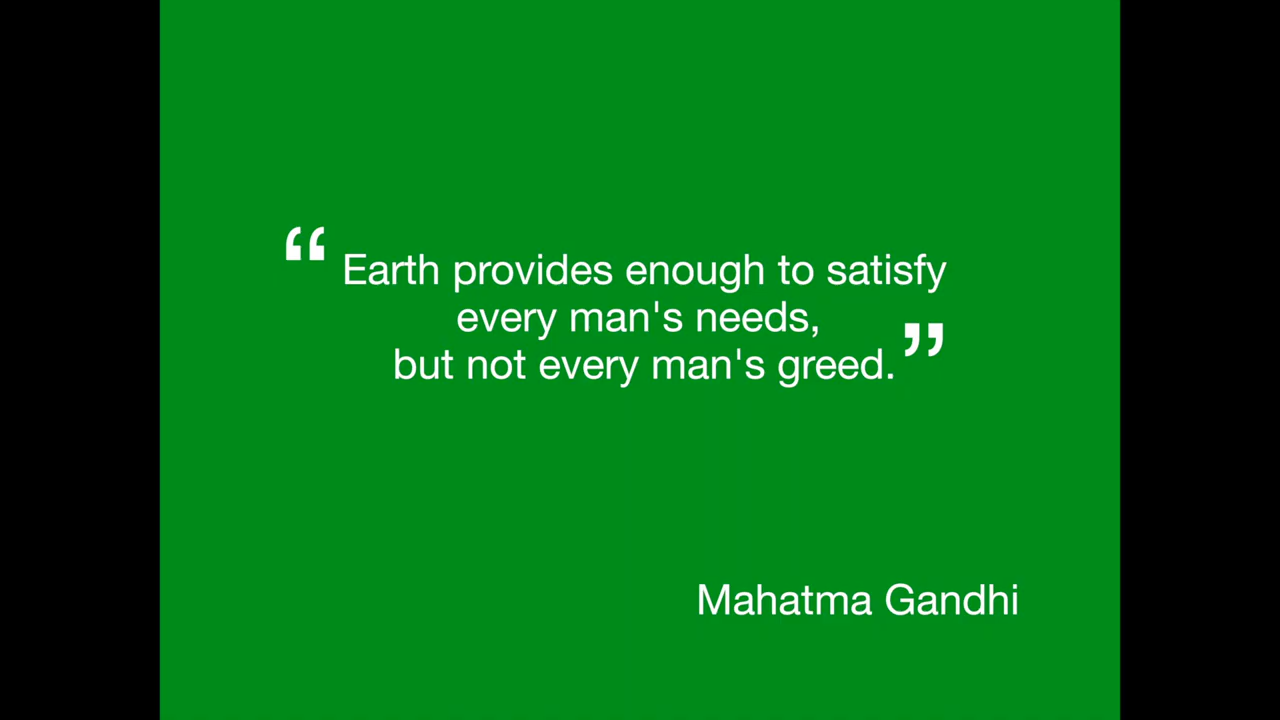 “ Earth provides enough to satisfy
every man's needs,
but not every man's greed. ”
Mahatma Gandhi